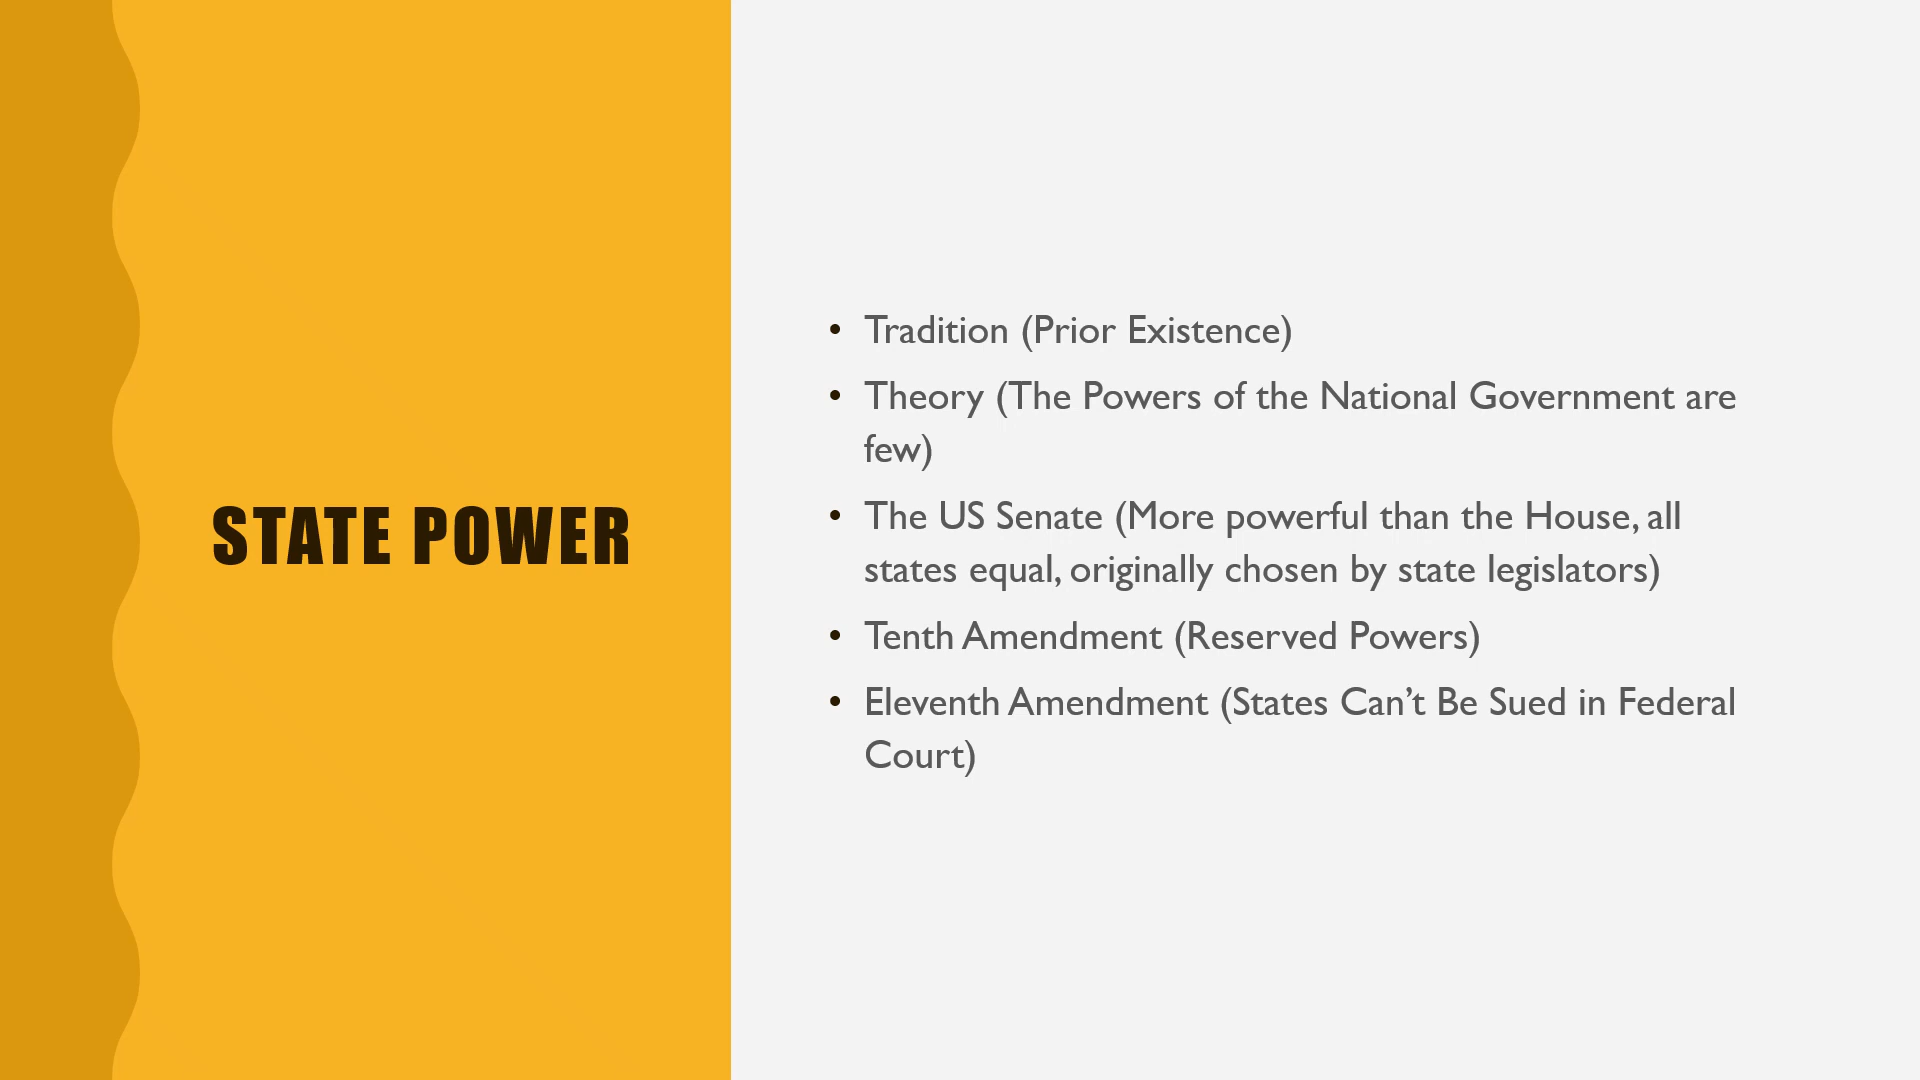 STATE POWER
• Tradition (Prior Existence)
• Theory (The Powers of the National Government are
few)
• The US Senate (More powerful than the House, all
states equal, originally chosen by state legislators)
• Tenth Amendment (Reserved Powers)
• Eleventh Amendment (States Can’t Be Sued in Federal
Court)